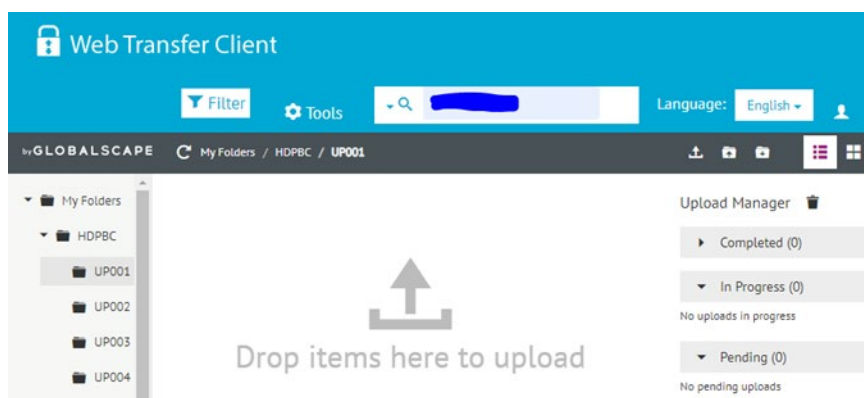 Web Transfer Client
Filter
Tools
Language: English
by GLOBALSCAPE
My Folders / HDPBC / UP001
My Folders
HDPBC
UP001
UP002
UP003
UP004
Drop items here to upload
Upload Manager
Completed (0)
In Progress (0)
No uploads in progress
Pending (0)
No pending uploads